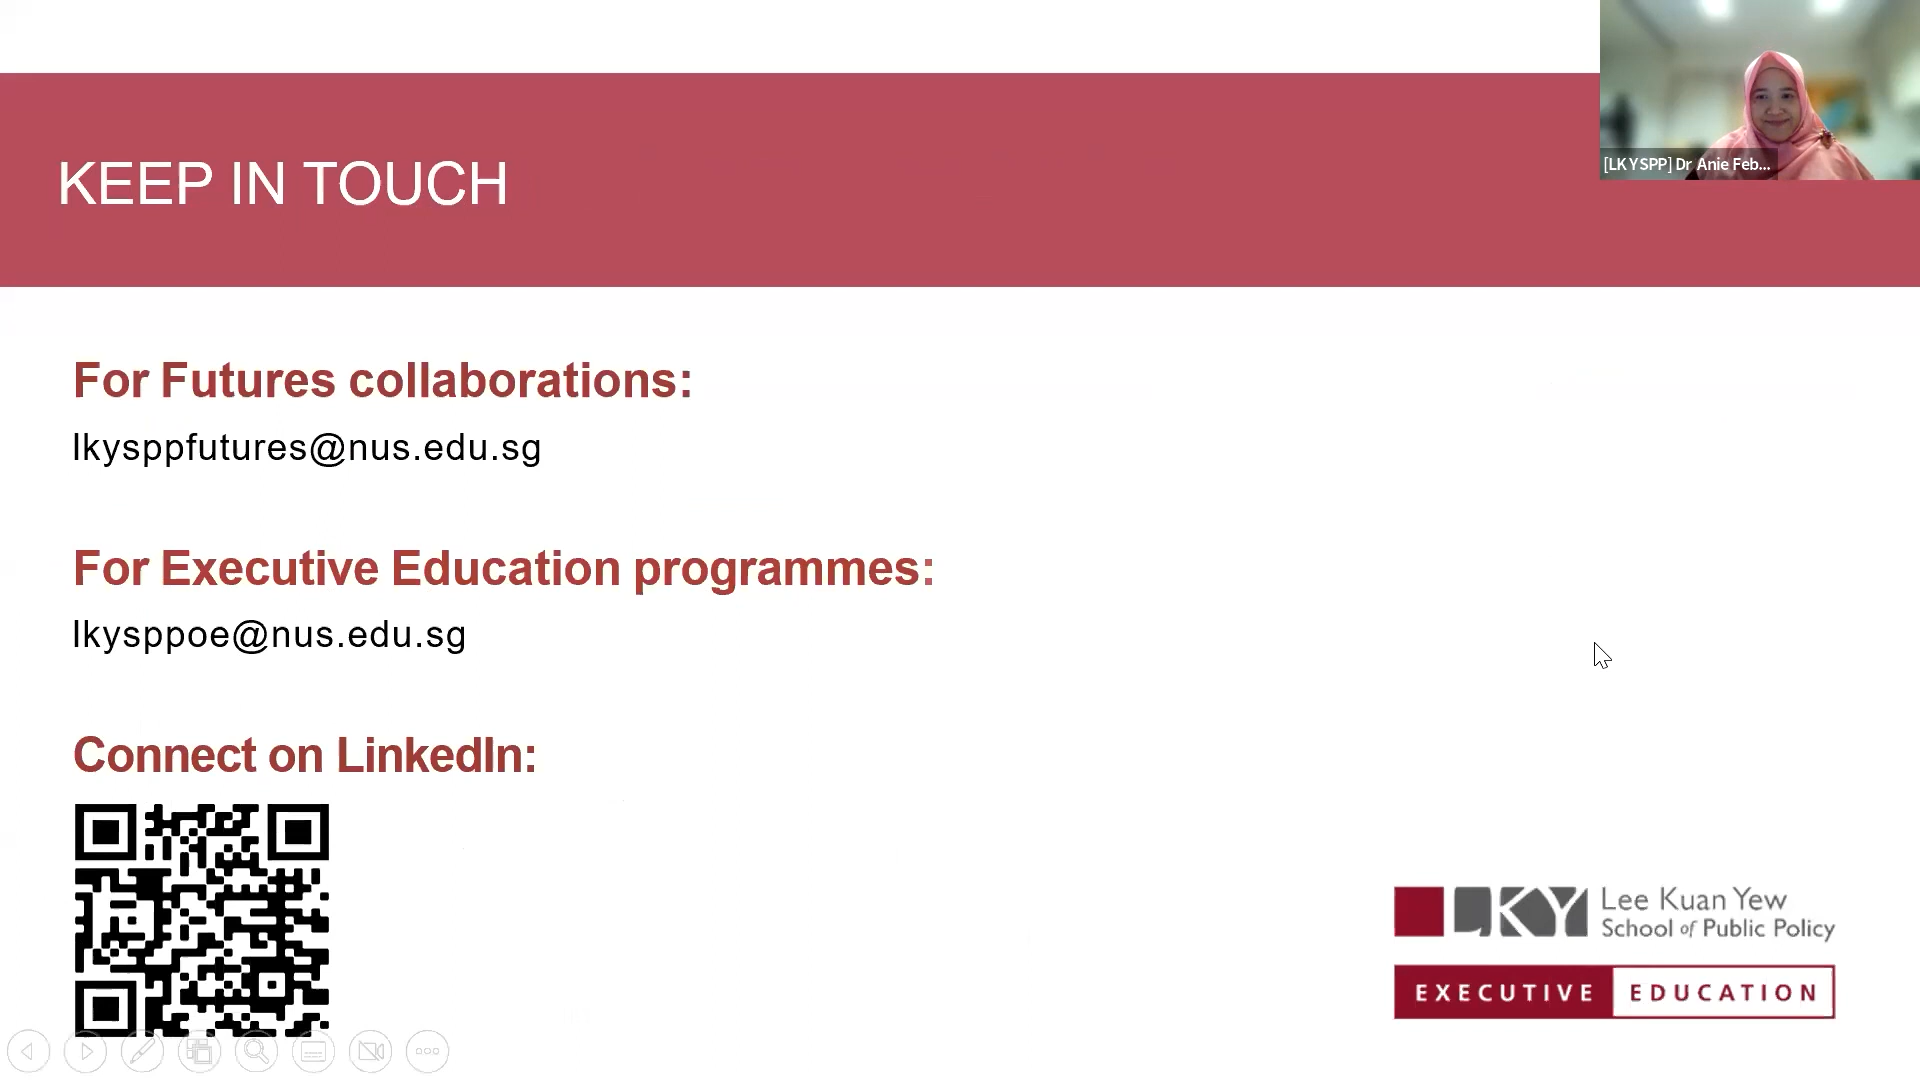 [LKYSPP] Dr Anie Feb...
KEEP IN TOUCH
For Futures collaborations:
lkysppfutures@nus.edu.sg
For Executive Education programmes:
lkysppoe@nus.edu.sg
Connect on LinkedIn:
LKY Lee Kuan Yew
School of Public Policy
EXECUTIVE EDUCATION